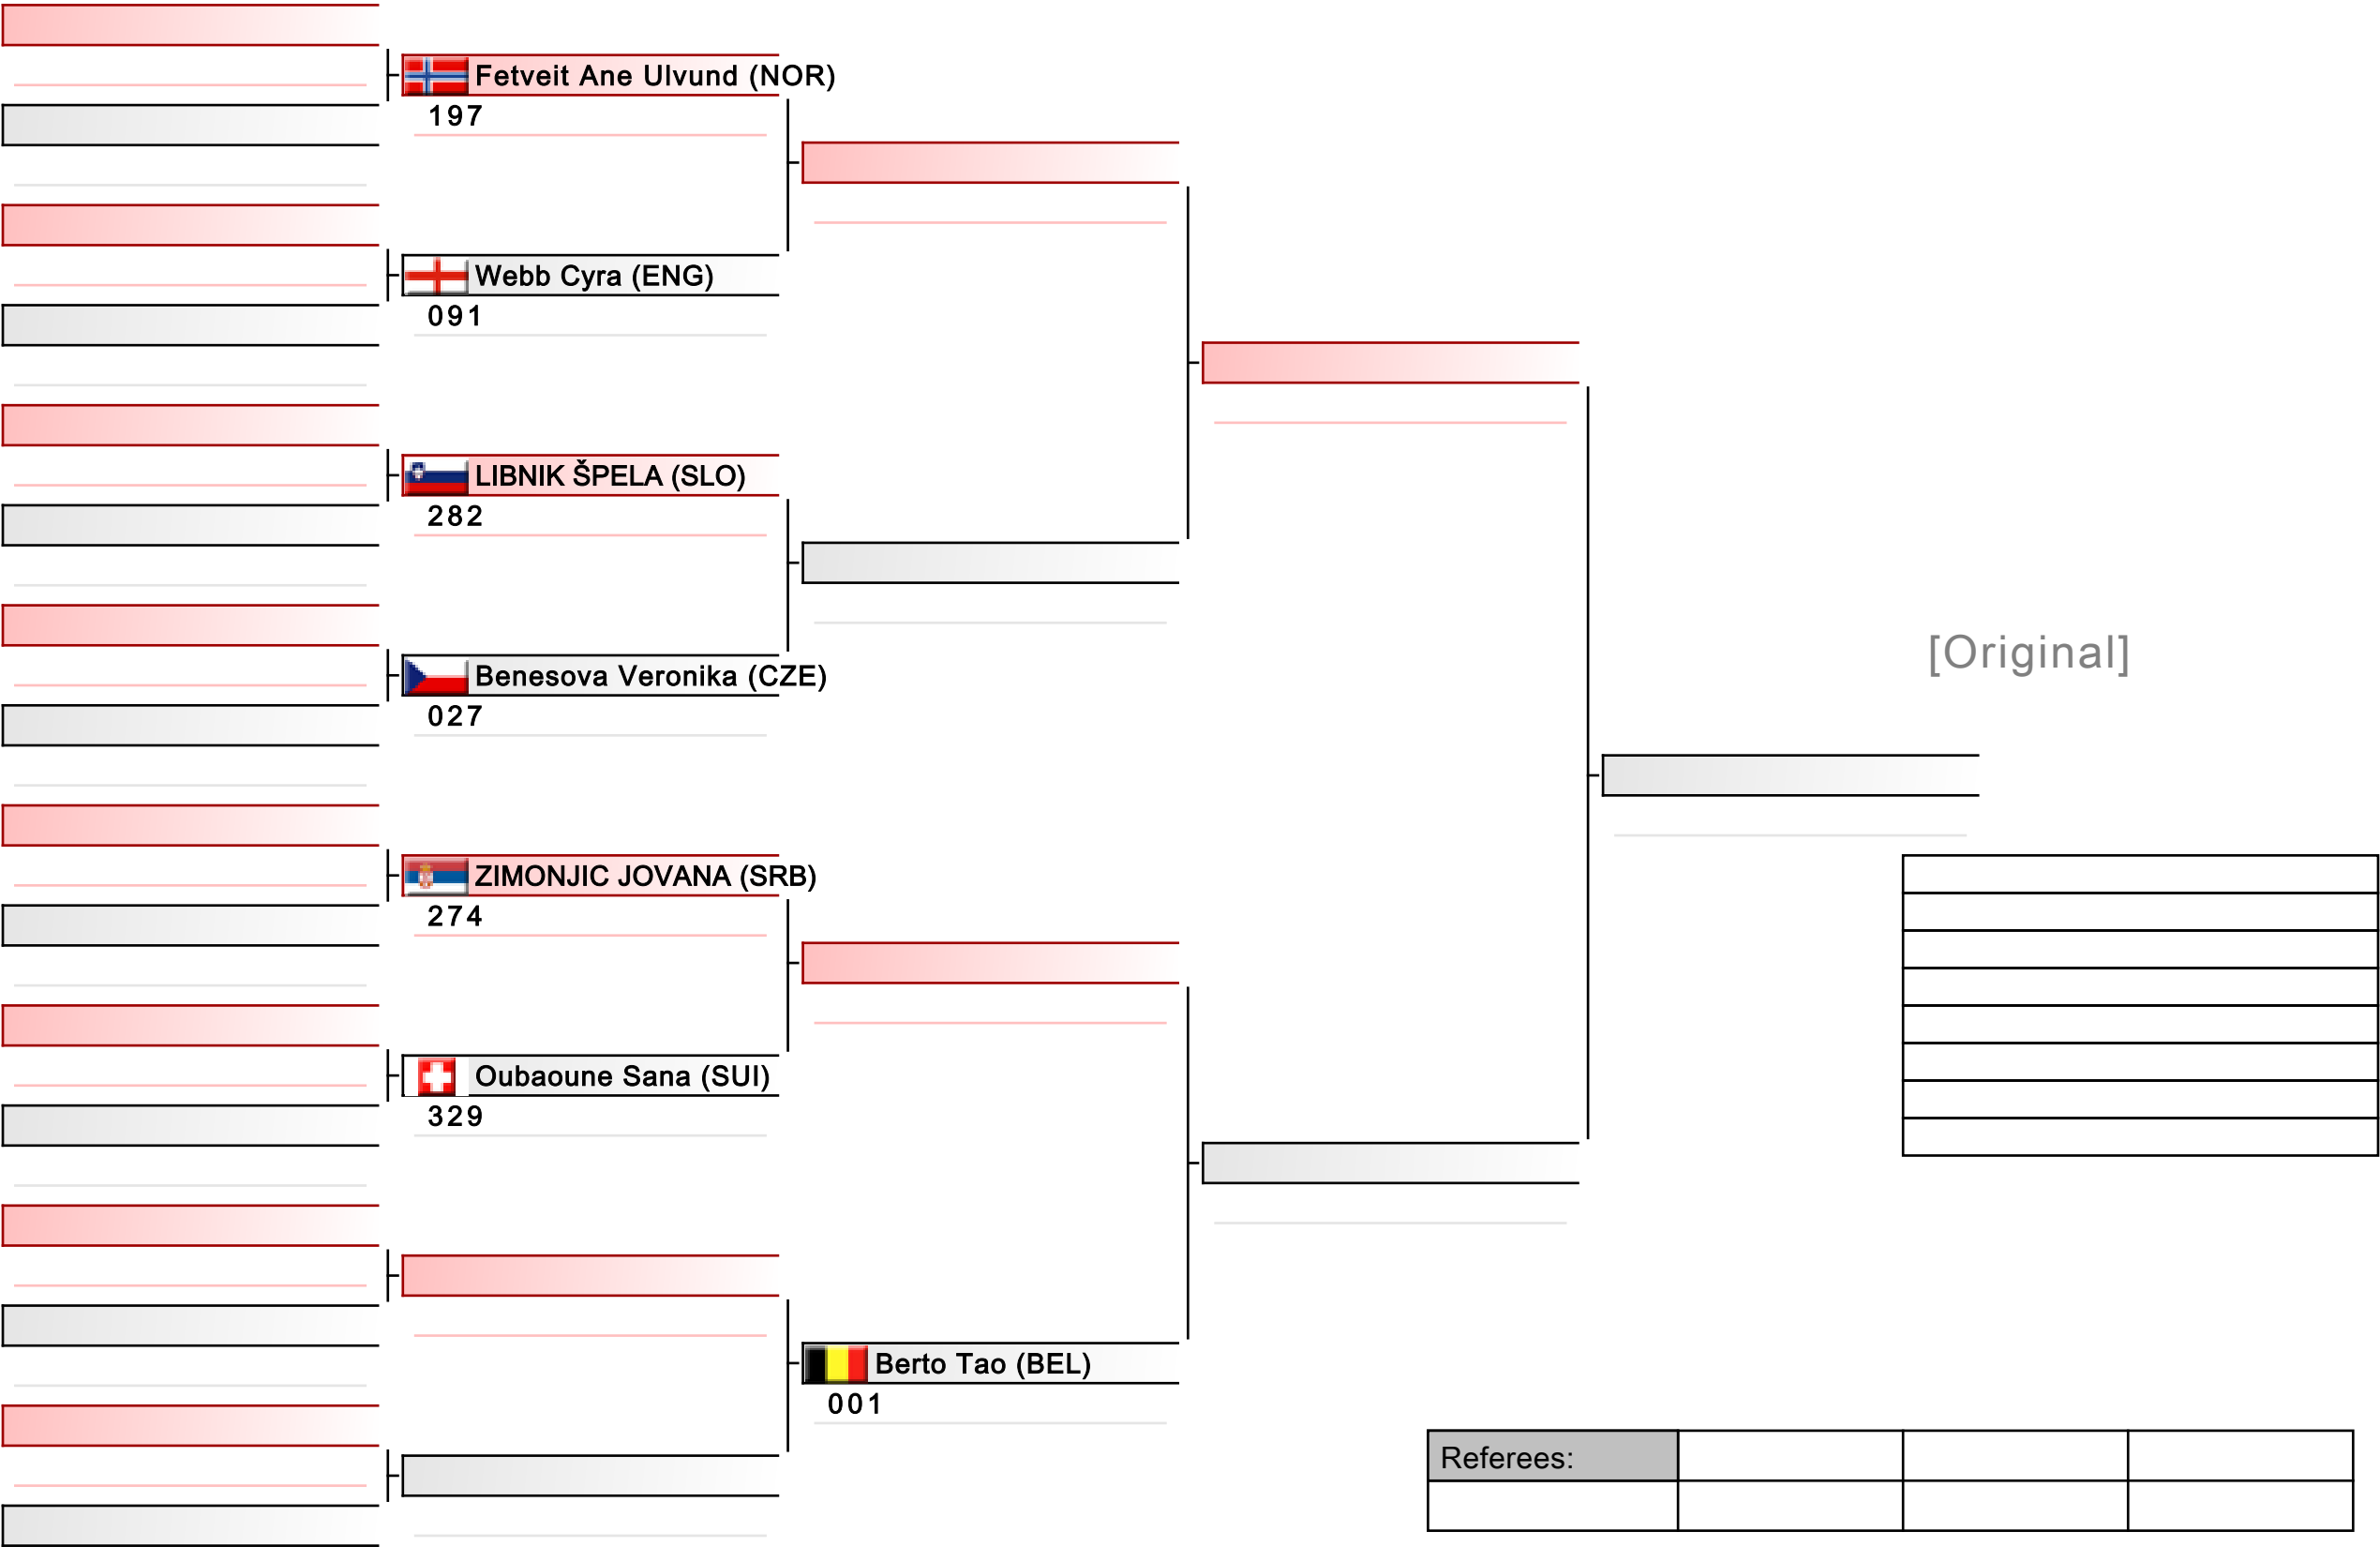 Fetveit Ane Ulvund (NOR)
197
Webb Cyra (ENG)
091
LIBNIK ŠPELA (SLO)
282
[Original]
Benesova Veronika (CZE)
027
ZIMONJIC JOVANA (SRB)
274
Oubaoune Sana (SUI)
329
Berto Tao (BEL)
001
Referees: